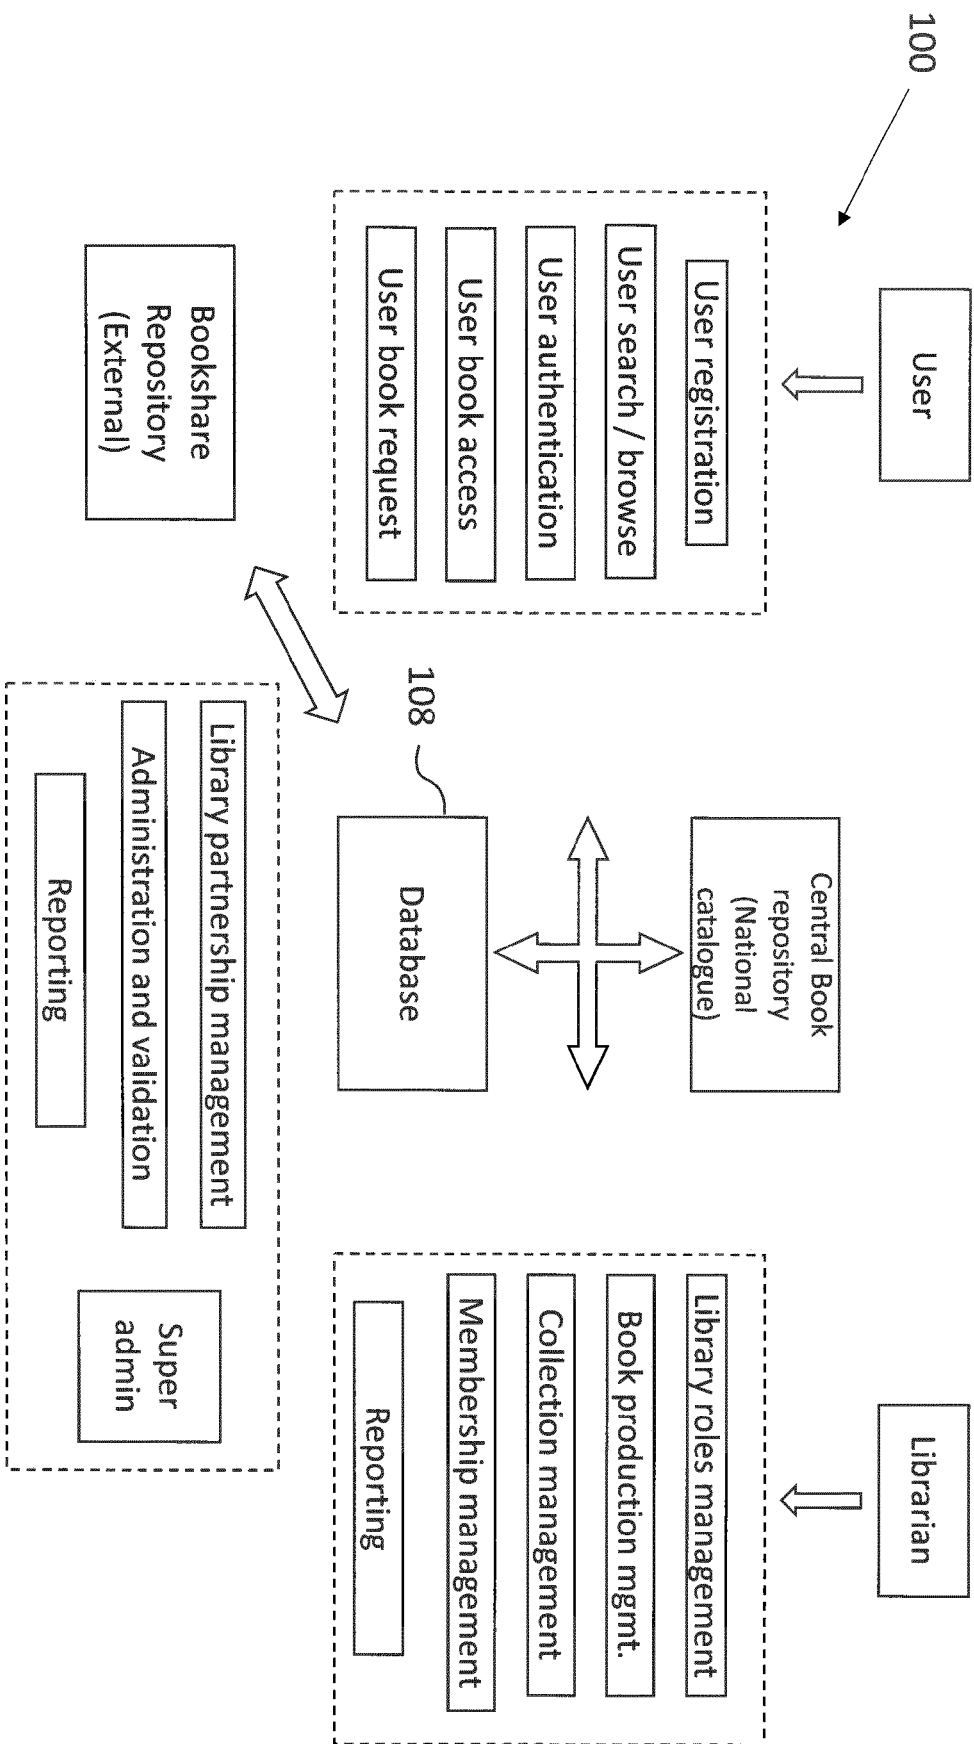 100
User
User registration
User search / browse
User authentication
User book access
User book request
Bookshare
Repository
(External)
Central Book
repository
(National
catalogue)
108
Database
Librarian
Library roles management
Book production mgmt.
Collection management
Membership management
Reporting
Library partnership management
Administration and validation
Reporting
Super
admin